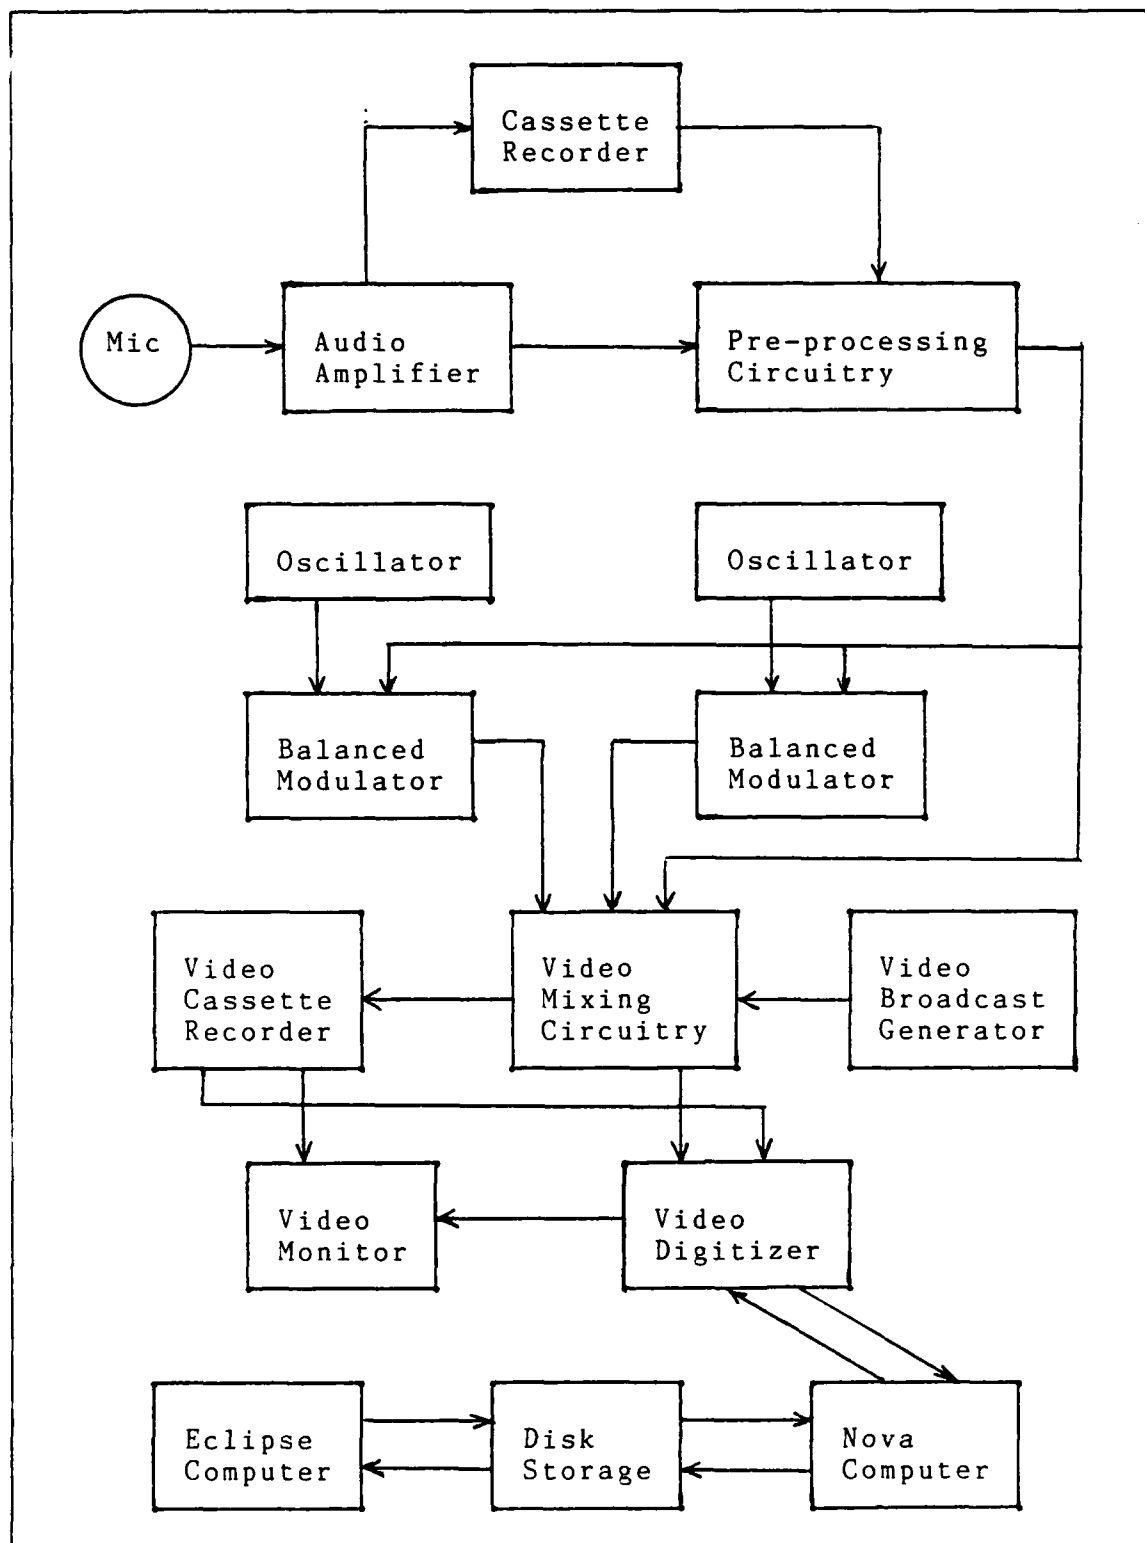 Cassette
Recorder
Mic
Audio
Amplifier
Pre-processing
Circuitry
Oscillator
Oscillator
Balanced
Modulator
Balanced
Modulator
Video
Cassette
Recorder
Video
Mixing
Circuitry
Video
Broadcast
Generator
Video
Monitor
Video
Digitizer
Eclipse
Computer
Disk
Storage
Nova
Computer